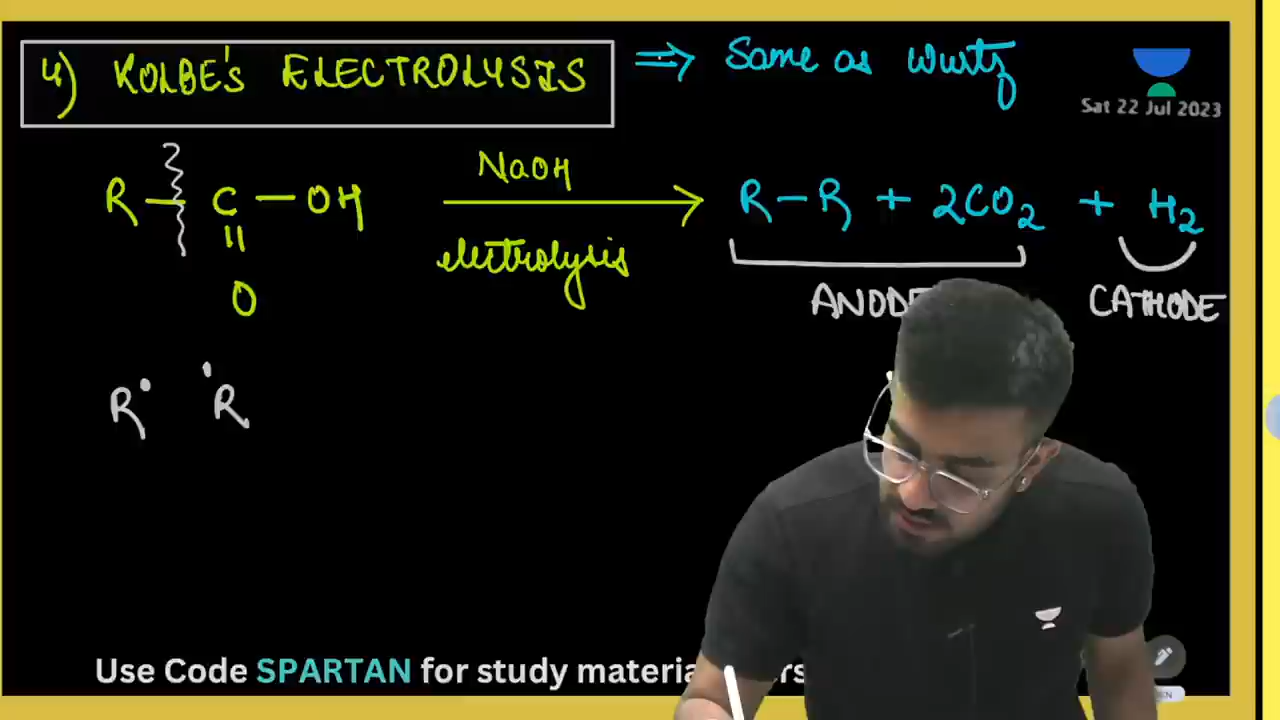 4) KOLBE'S ELECTROLYSIS ⇒ Same as Wurtz
Sat 22 Jul 2023
R — C — OH
||
O
NaOH
electrolysis
R–R + 2CO₂ + H₂
CATHODE
R• •R
Use Code SPARTAN for study material